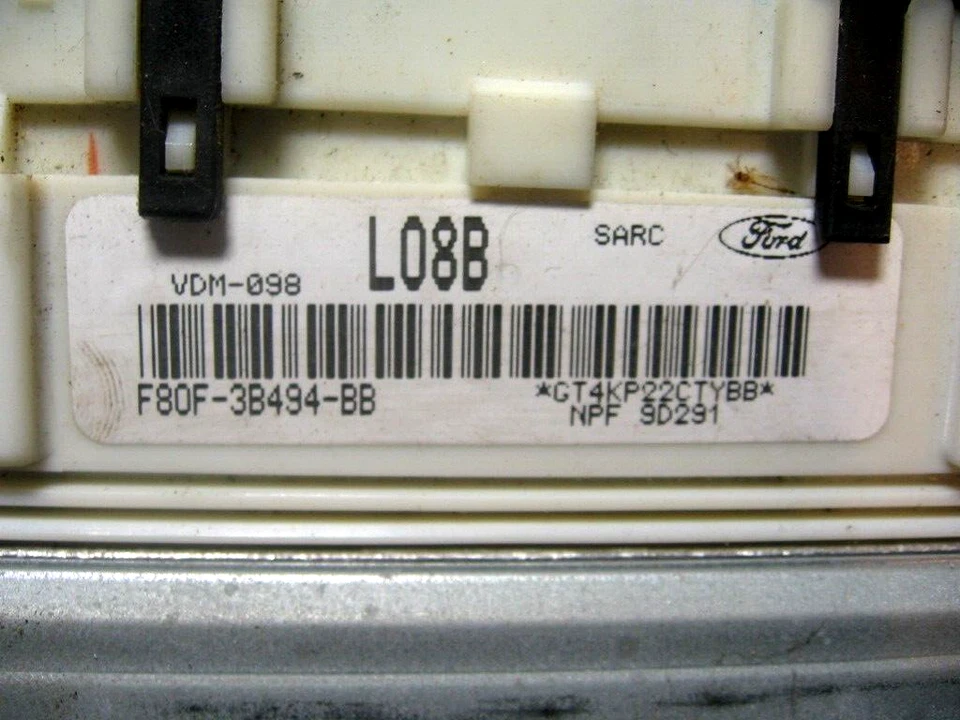 L08B
SARC
Ford
VDM-098
F80F-3B494-BB
*GT4KP22CTYBB*
NPF 9D291